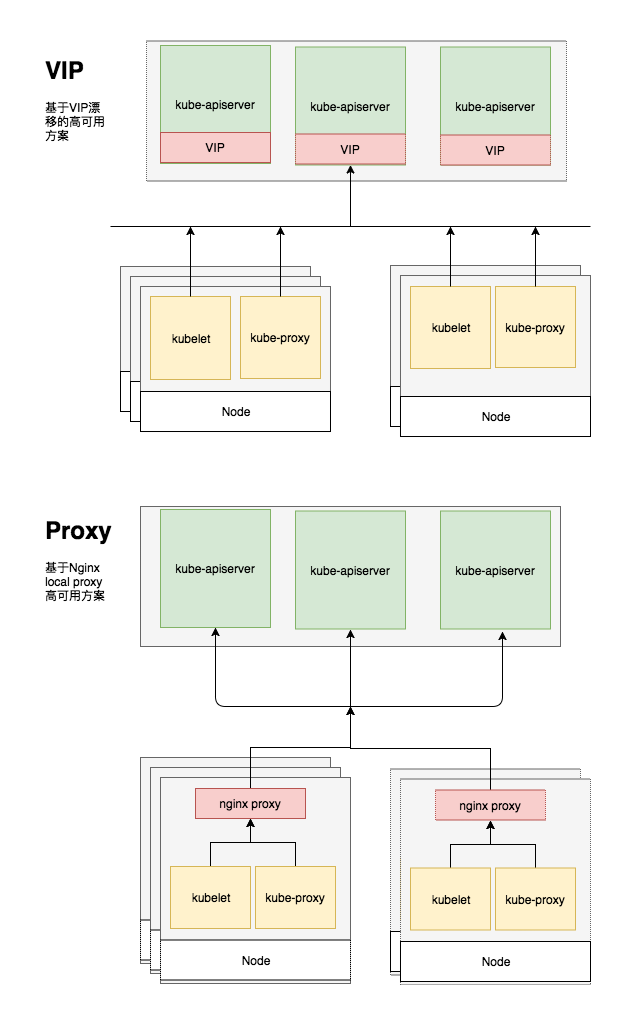 VIP
基于VIP漂
移的高可用
方案
kube-apiserver
kube-apiserver
kube-apiserver
VIP
VIP
VIP
kubelet
kube-proxy
kubelet
kube-proxy
Node
Node
Proxy
基于Nginx
local proxy
高可用方案
kube-apiserver
kube-apiserver
kube-apiserver
nginx proxy
nginx proxy
kubelet
kube-proxy
kubelet
kube-proxy
Node
Node